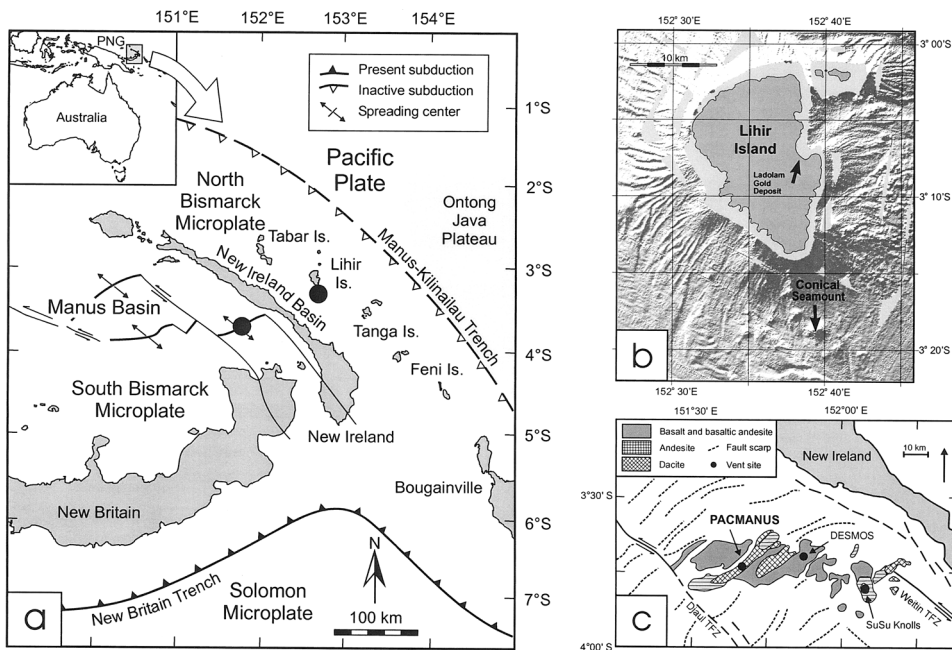 151°E
152°E
153°E
154°E
PNG
Australia
Present subduction
Inactive subduction
Spreading center
1°S
2°S
3°S
4°S
5°S
6°S
7°S
Pacific
Plate
North
Bismarck
Microplate
Ontong
Java
Plateau
Tabar Is.
Lihir
Is.
New Ireland Basin
Manus-Kilinailau Trench
Manus Basin
Tanga Is.
Feni Is.
South Bismarck
Microplate
New Ireland
Bougainville
New Britain
N
New Britain Trench
Solomon
Microplate
100 km
a
152° 30'E
152° 40'E
3° 00'S
10 km
Lihir
Island
Ladolam
Gold
Deposit
3° 10'S
Conical
Seamount
b
3° 20'S
152° 30'E
152° 40'E
151°30'E
152°00'E
Basalt and basaltic andesite
Andesite
Fault scarp
Dacite
Vent site
10 km
New Ireland
3°30'S
PACMANUS
DESMOS
Djaul TFZ
Weitin TFZ
SuSu Knolls
c
4°00'S